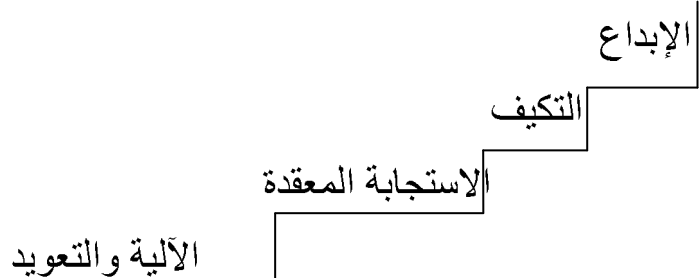 الإبداع
التكيف
الاستجابة المعقدة
الآلية والتعويد